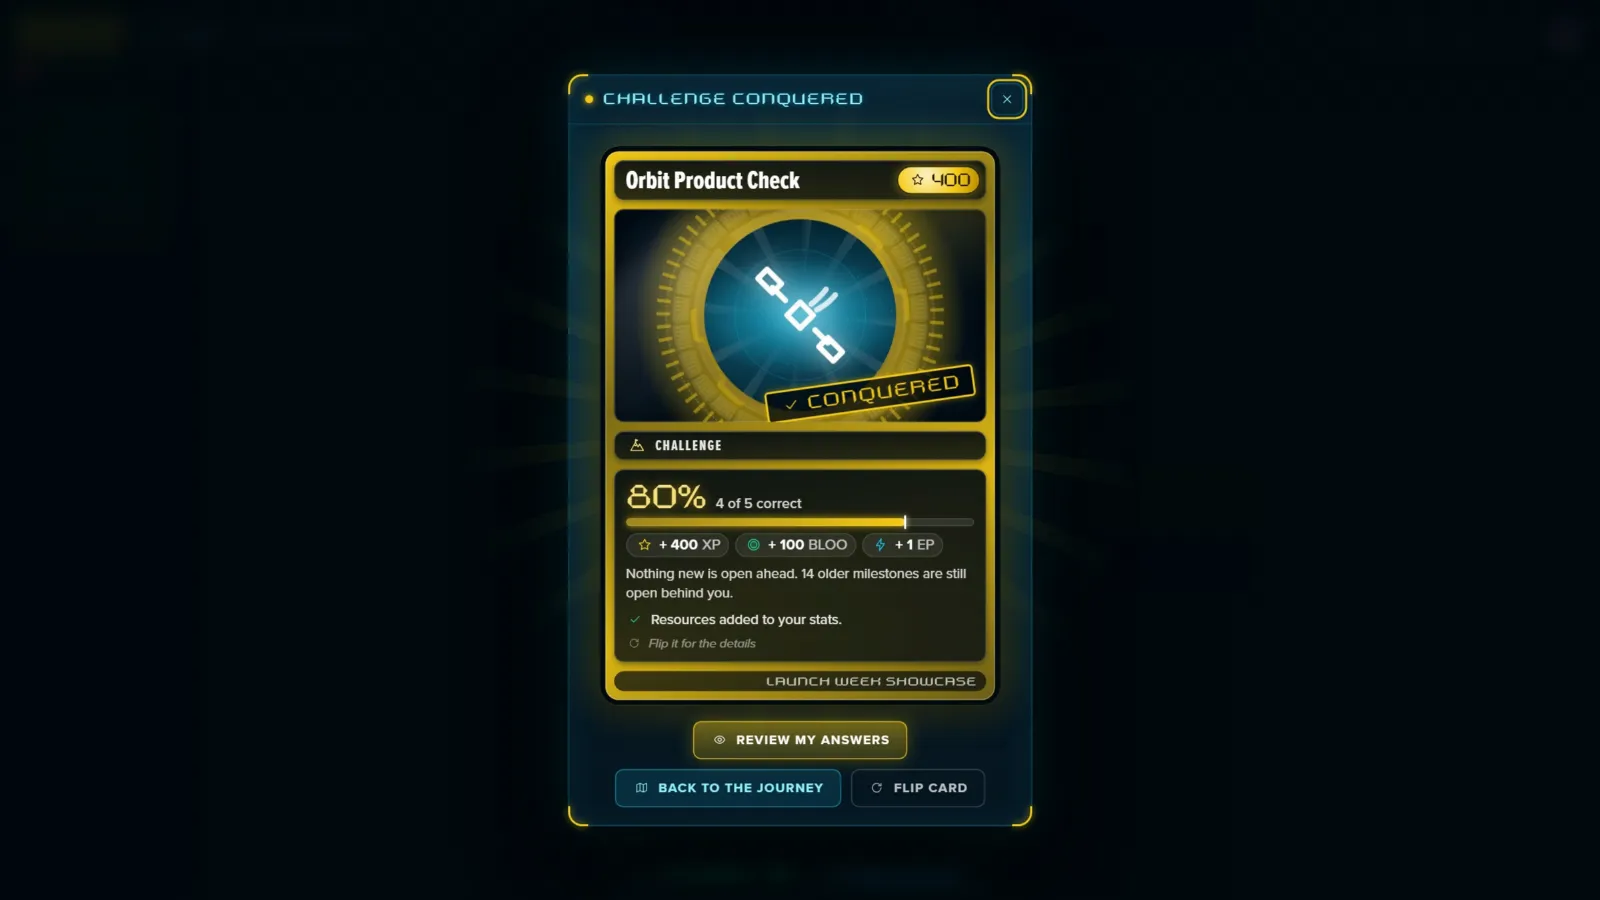 CHALLENGE CONQUERED
Orbit Product Check
400
CONQUERED
CHALLENGE
80% 4 of 5 correct
+ 400 XP
+ 100 BLOO
+ 1 EP
Nothing new is open ahead. 14 older milestones are still
open behind you.
Resources added to your stats.
Flip it for the details
LAUNCH WEEK SHOWCASE
REVIEW MY ANSWERS
BACK TO THE JOURNEY
FLIP CARD